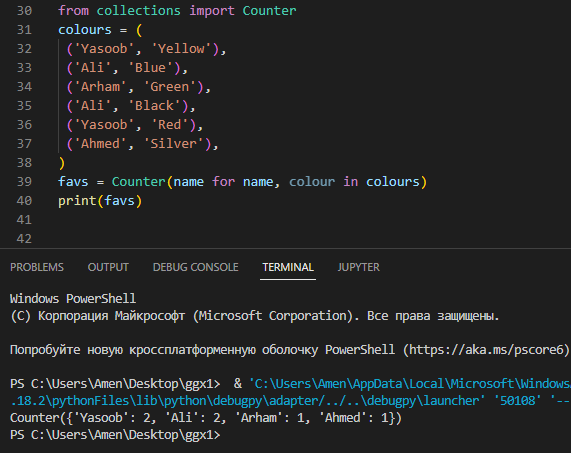 30 from collections import Counter
31 colours = (
32 ('Yasoob', 'Yellow'),
33 ('Ali', 'Blue'),
34 ('Arham', 'Green'),
35 ('Ali', 'Black'),
36 ('Yasoob', 'Red'),
37 ('Ahmed', 'Silver'),
38 )
39 favs = Counter(name for name, colour in colours)
40 print(favs)
41
42
PROBLEMS OUTPUT DEBUG CONSOLE TERMINAL JUPYTER
Windows PowerShell
(C) Корпорация Майкрософт (Microsoft Corporation). Все права защищены.
Попробуйте новую кроссплатформенную оболочку PowerShell (https://aka.ms/pscore6)
PS C:\Users\Amen\Desktop\ggx1> & 'C:\Users\Amen\AppData\Local\Microsoft\Windows
.18.2\pythonFiles\lib\python\debugpy\adapter/../..\debugpy\launcher' '50108' '--
Counter({'Yasoob': 2, 'Ali': 2, 'Arham': 1, 'Ahmed': 1})
PS C:\Users\Amen\Desktop\ggx1>